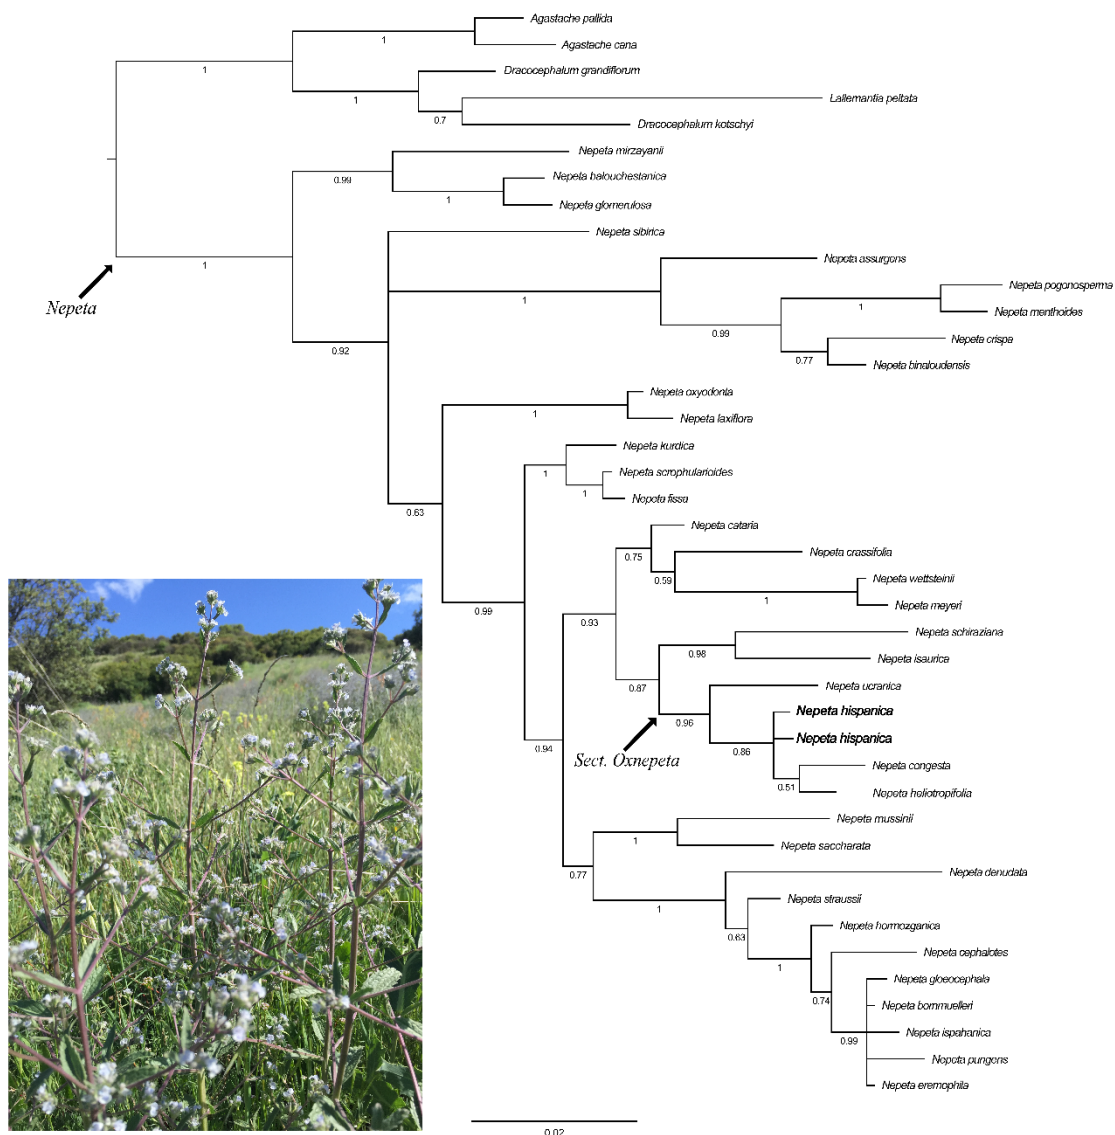 Agastache pallida
1
Agastache cana
1
Dracocephalum grandiflorum
1
Lallemantia peltata
0.7
Dracocephalum kotschyi
Nepeta mirzayanii
0.99
Nepeta balouchestanica
1
Nepeta glomerulosa
Nepeta sibirica
1
Nepeta assurgens
Nepeta
Nepeta pogonosperma
1
1
Nepeta menthoides
0.99
Nepeta crispa
0.92
0.77
Nepeta binaloudensis
Nepeta oxyodonta
1
Nepeta laxiflora
Nepeta kurdica
1
Nepeta scrophularioides
1
Nepeta fissa
0.63
Nepeta cataria
0.75
Nepeta crassifolia
0.59
Nepeta wettsteinii
1
Nepeta meyeri
0.99
0.93
Nepeta schiraziana
0.98
Nepeta isaurica
0.87
Nepeta ucranica
Nepeta hispanica
0.96
Nepeta hispanica
0.94
0.86
Sect. Oxnepeta
Nepeta congesta
0.51
Nepeta heliotropifolia
Nepeta mussinii
1
Nepeta saccharata
0.77
Nepeta denudata
1
Nepeta straussii
0.63
Nepeta hormozganica
1
Nepeta cephalotes
Nepeta gloeocephala
0.74
Nepeta bornmuelleri
Nepeta ispahanica
0.99
Nepeta pungens
Nepeta eremophila
0.02